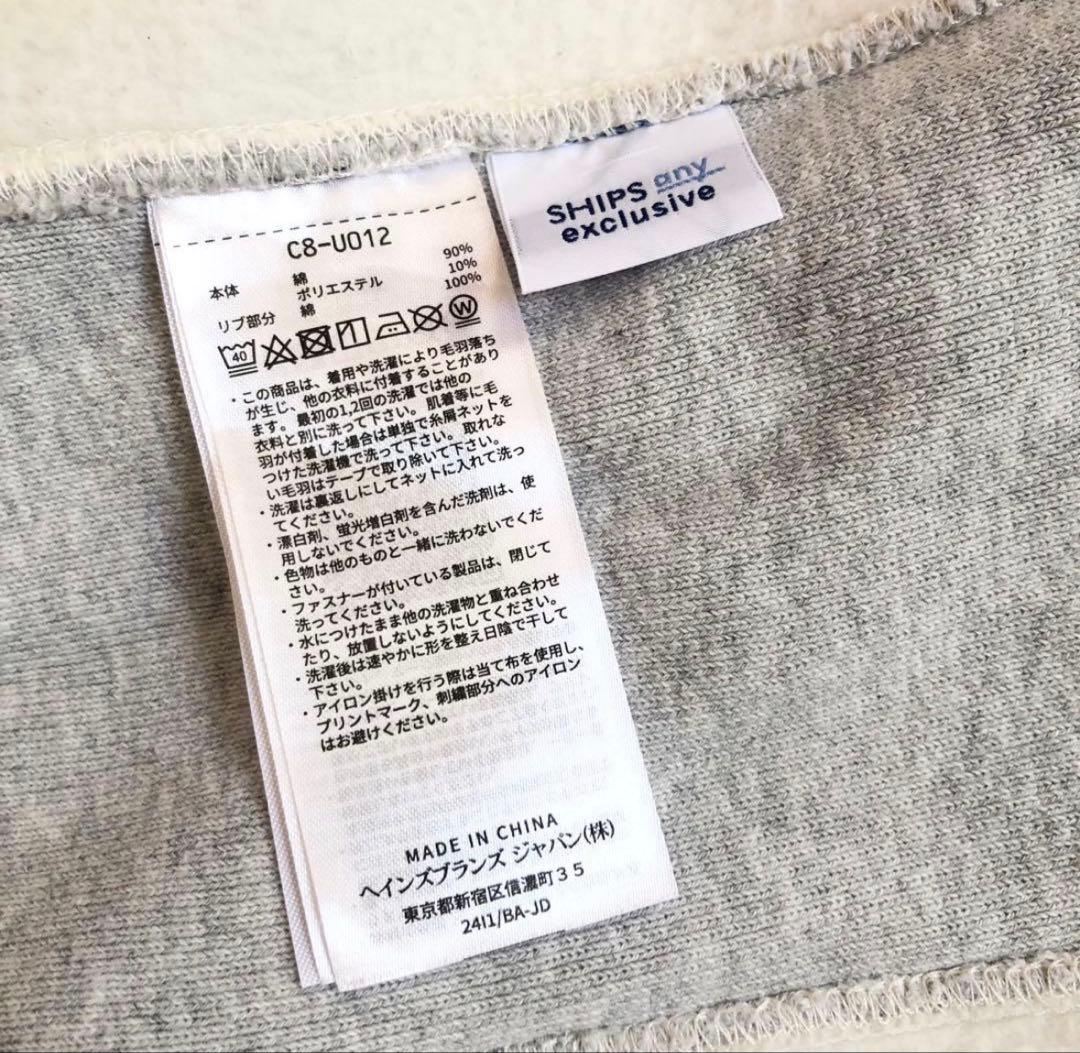 SHIPS any
exclusive
C8-U012
本体 綿 90%
ポリエステル 10%
リブ部分 綿 100%
40
W
・この商品は、着用や洗濯により毛羽落ち
が生じ、他の衣料に付着することがあり
ます。最初の1,2回の洗濯では他の
衣料と別に洗って下さい。肌着等に毛
羽が付着した場合は単独で糸屑ネットを
つけた洗濯機で洗って下さい。取れな
い毛羽はテープで取り除いて下さい。
・洗濯は裏返しにしてネットに入れて洗っ
てください。
・漂白剤、蛍光増白剤を含んだ洗剤は、使
用しないでください。
・色物は他のものと一緒に洗わないでくだ
さい。
・ファスナーが付いている製品は、閉じて
洗ってください。
・水につけたまま他の洗濯物と重ね合わせ
たり、放置しないようにしてください。
・洗濯後は速やかに形を整え日陰で干して
下さい。
・アイロン掛けを行う際は当て布を使用し、
プリントマーク、刺繍部分へのアイロン
はお避けください。
MADE IN CHINA
ヘインズブランズ ジャパン(株)
東京都新宿区信濃町３５
24I1/BA-JD